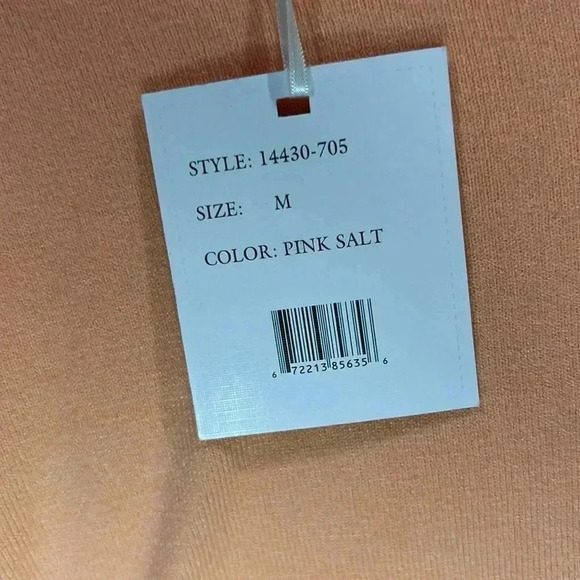 STYLE: 14430-705
SIZE: M
COLOR: PINK SALT
6 72213 85635 6